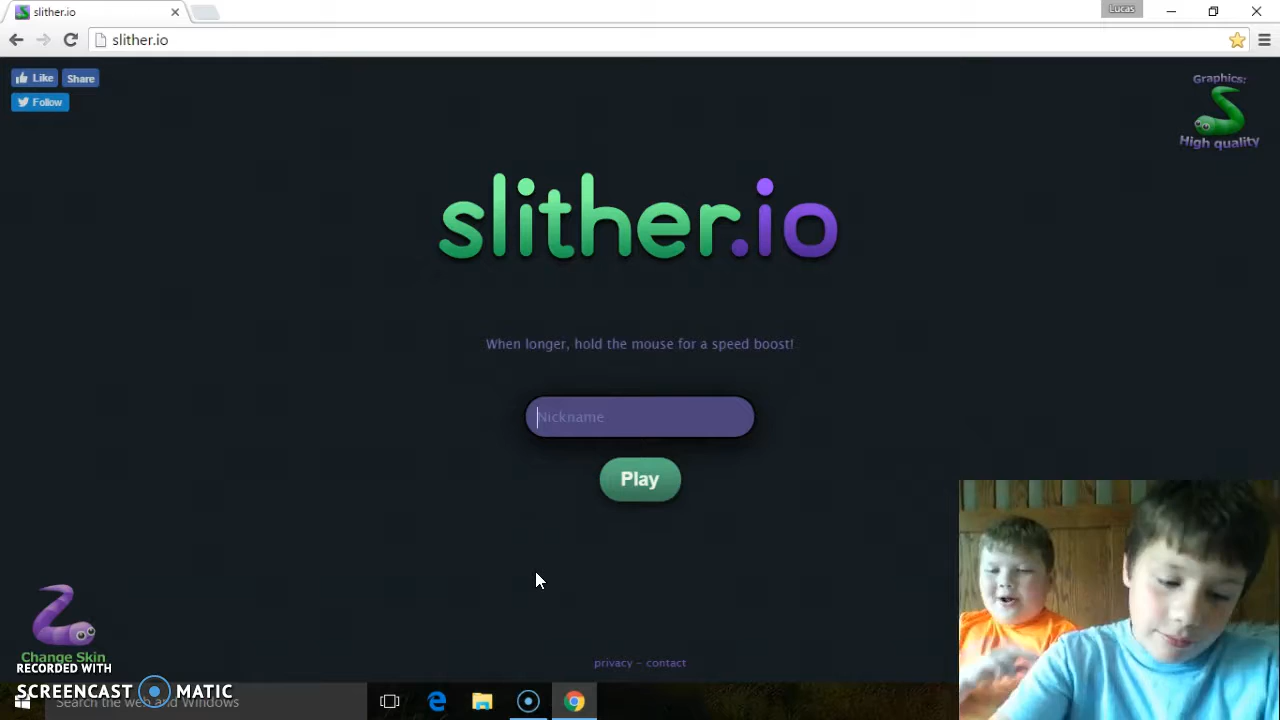 slither.io
Lucas
slither.io
Like
Share
Follow
Graphics:
High quality
slither.io
When longer, hold the mouse for a speed boost!
Nickname
Play
Change Skin
RECORDED WITH
SCREENCAST MATIC
Search the web and Windows
privacy - contact